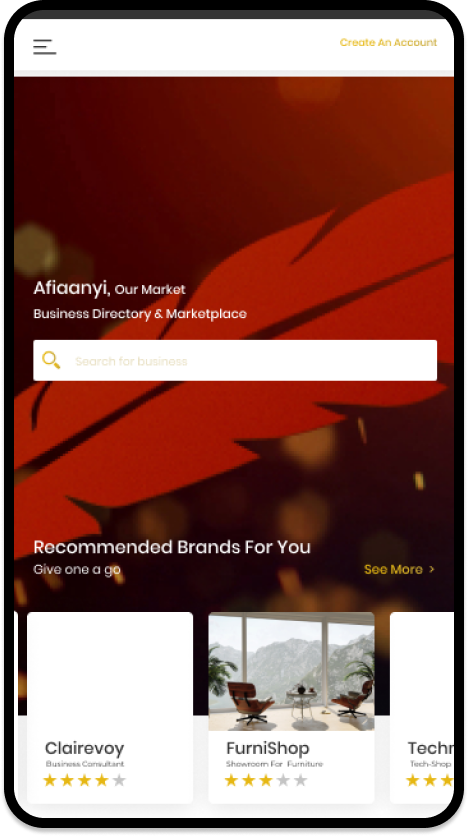 Create An Account
Afiaanyi, Our Market
Business Directory & Marketplace
Search for business
Recommended Brands For You
Give one a go
See More >
Clairevoy
Business Consultant
FurniShop
Showroom For Furniture
Techr
Tech-Shop